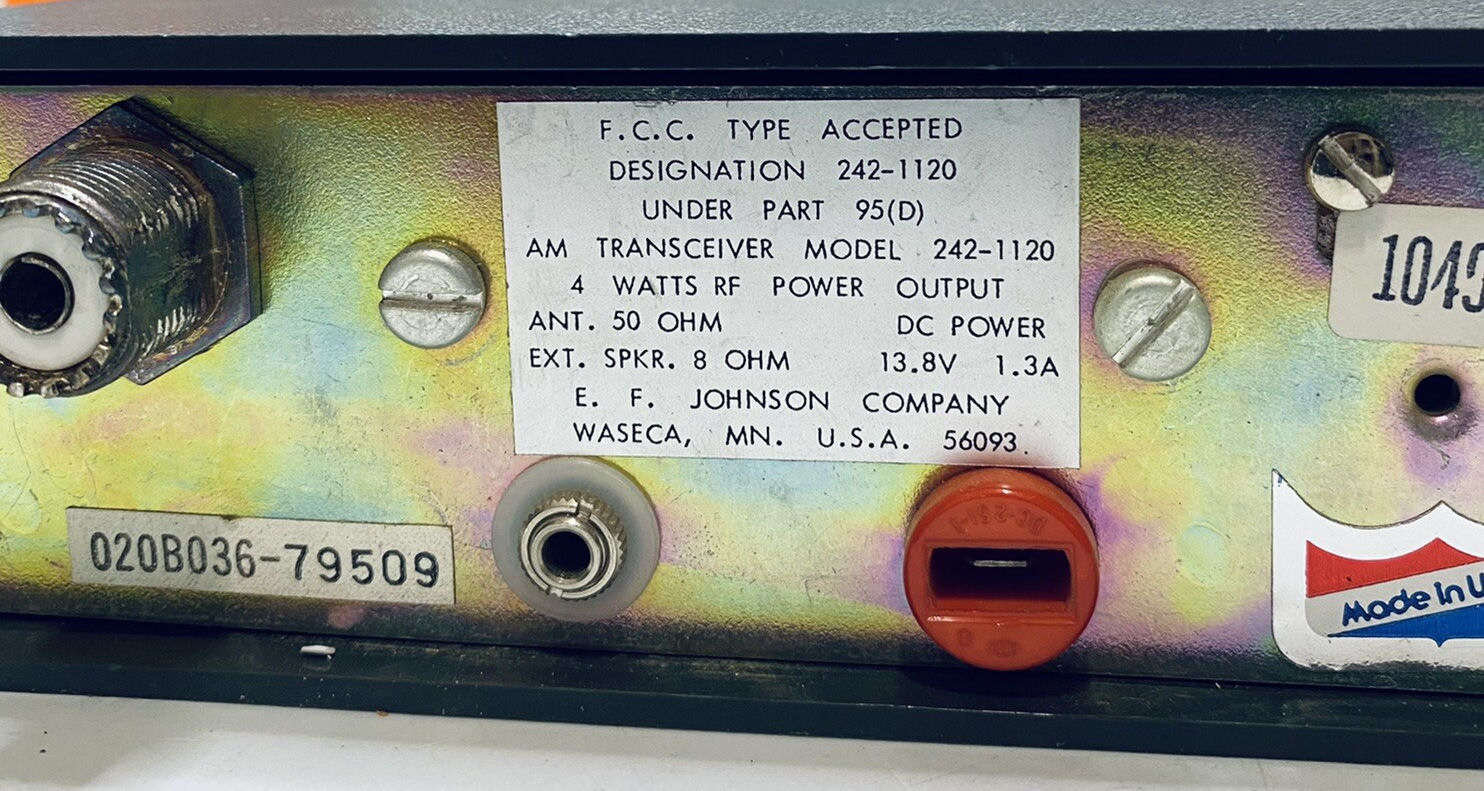 F.C.C. TYPE ACCEPTED
DESIGNATION 242-1120
UNDER PART 95(D)
AM TRANSCEIVER MODEL 242-1120
4 WATTS RF POWER OUTPUT
ANT. 50 OHM DC POWER
EXT. SPKR. 8 OHM 13.8V 1.3A
E. F. JOHNSON COMPANY
WASECA, MN. U.S.A. 56093
020B036-79509
Made in